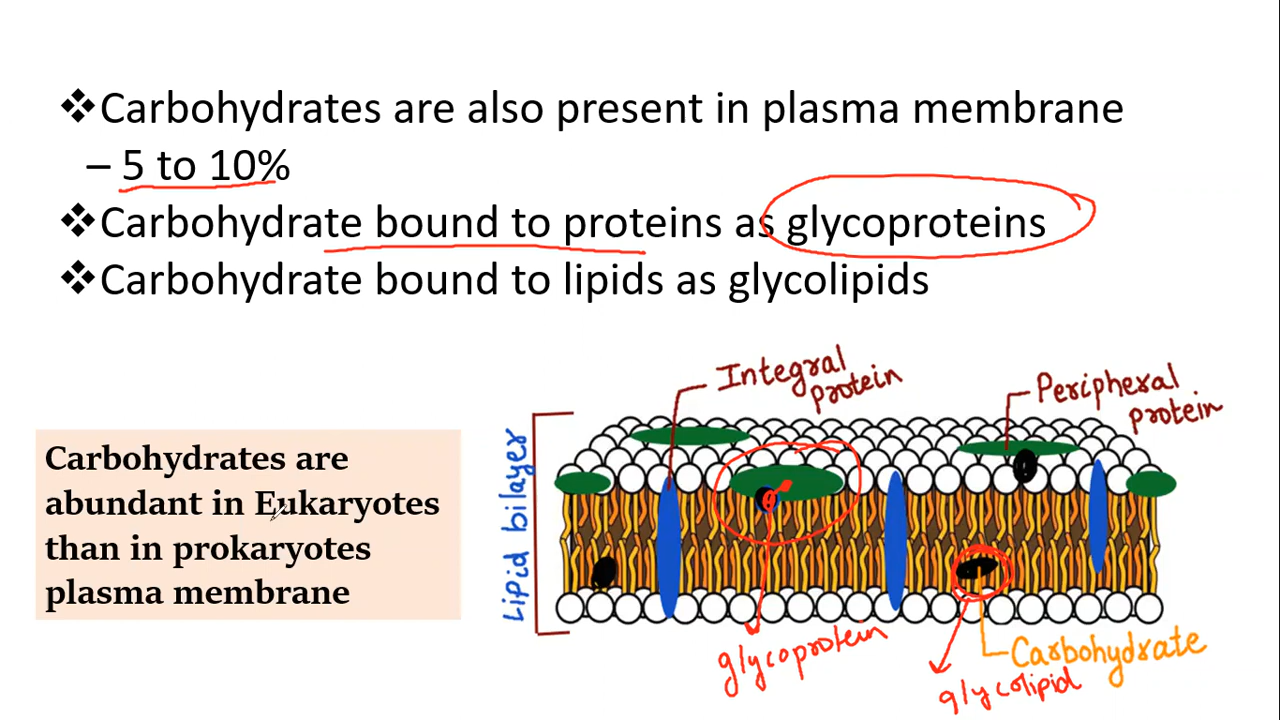 ❖Carbohydrates are also present in plasma membrane
– 5 to 10%
❖Carbohydrate bound to proteins as glycoproteins
❖Carbohydrate bound to lipids as glycolipids
Carbohydrates are
abundant in Eukaryotes
than in prokaryotes
plasma membrane
Integral
protein
Peripheral
protein
Lipid bilayer
glycoprotein
Carbohydrate
glycolipid